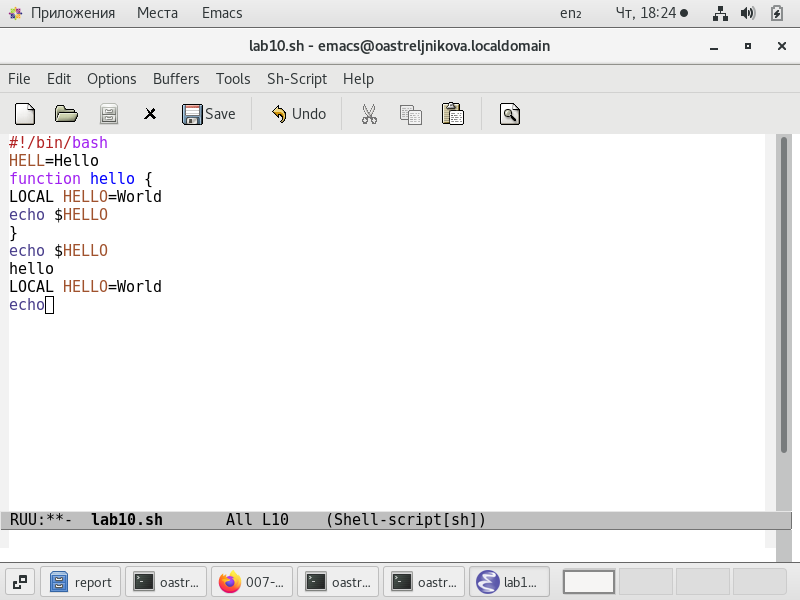 Приложения Места Emacs en₂ Чт, 18:24
lab10.sh - emacs@oastreljnikova.localdomain
File Edit Options Buffers Tools Sh-Script Help
Save Undo
#!/bin/bash
HELL=Hello
function hello {
LOCAL HELLO=World
echo $HELLO
}
echo $HELLO
hello
LOCAL HELLO=World
echo
RUU:**- lab10.sh All L10 (Shell-script[sh])
report oastr... 007-... oastr... oastr... lab1...